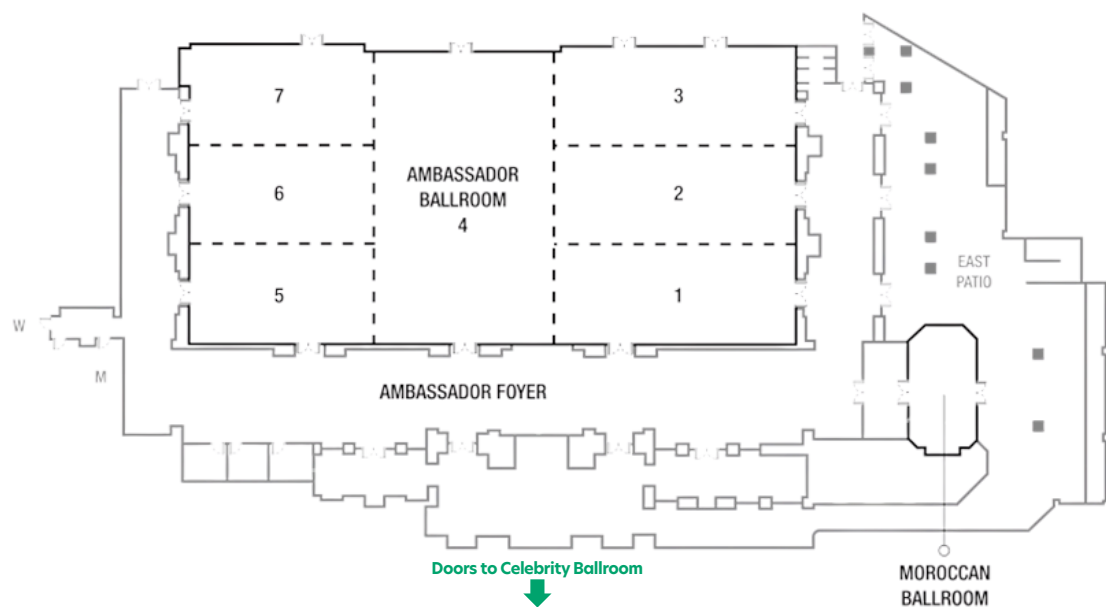 7
3
AMBASSADOR
BALLROOM
4
6
2
5
1
EAST
PATIO
W
M
AMBASSADOR FOYER
Doors to Celebrity Ballroom
MOROCCAN
BALLROOM